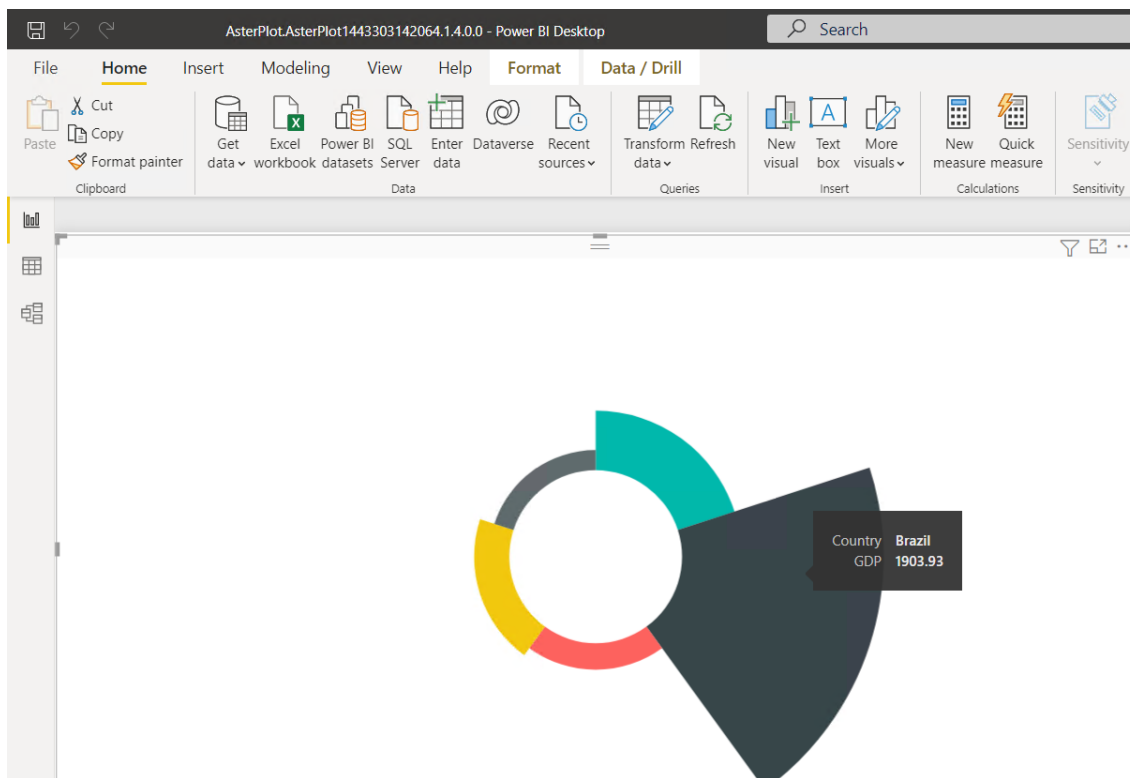 AsterPlot.AsterPlot1443303142064.1.4.0.0 - Power BI Desktop
Search
File Home Insert Modeling View Help Format Data / Drill
Paste
Cut
Copy
Format painter
Clipboard
Get data
Excel workbook
Power BI datasets
SQL Server
Enter data
Dataverse
Recent sources
Data
Transform data
Refresh
Queries
New visual
Text box
More visuals
Insert
New measure
Quick measure
Calculations
Sensitivity
Sensitivity
Country Brazil
GDP 1903.93